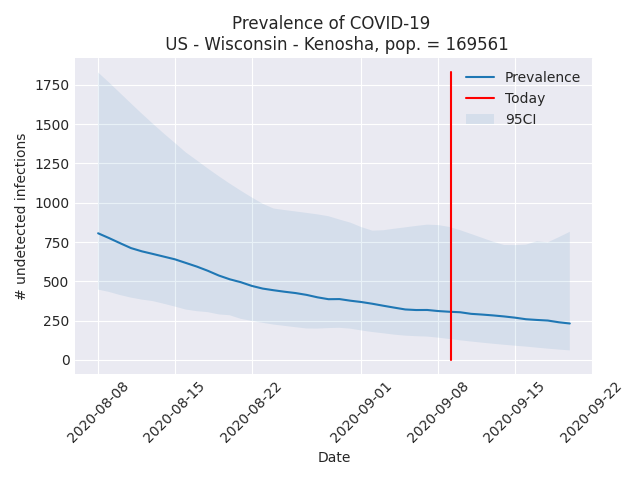 Prevalence of COVID-19
US - Wisconsin - Kenosha, pop. = 169561
Prevalence
Today
95CI
1750
1500
1250
1000
750
500
250
0
# undetected infections
2020-08-08
2020-08-15
2020-08-22
2020-09-01
2020-09-08
2020-09-15
2020-09-22
Date